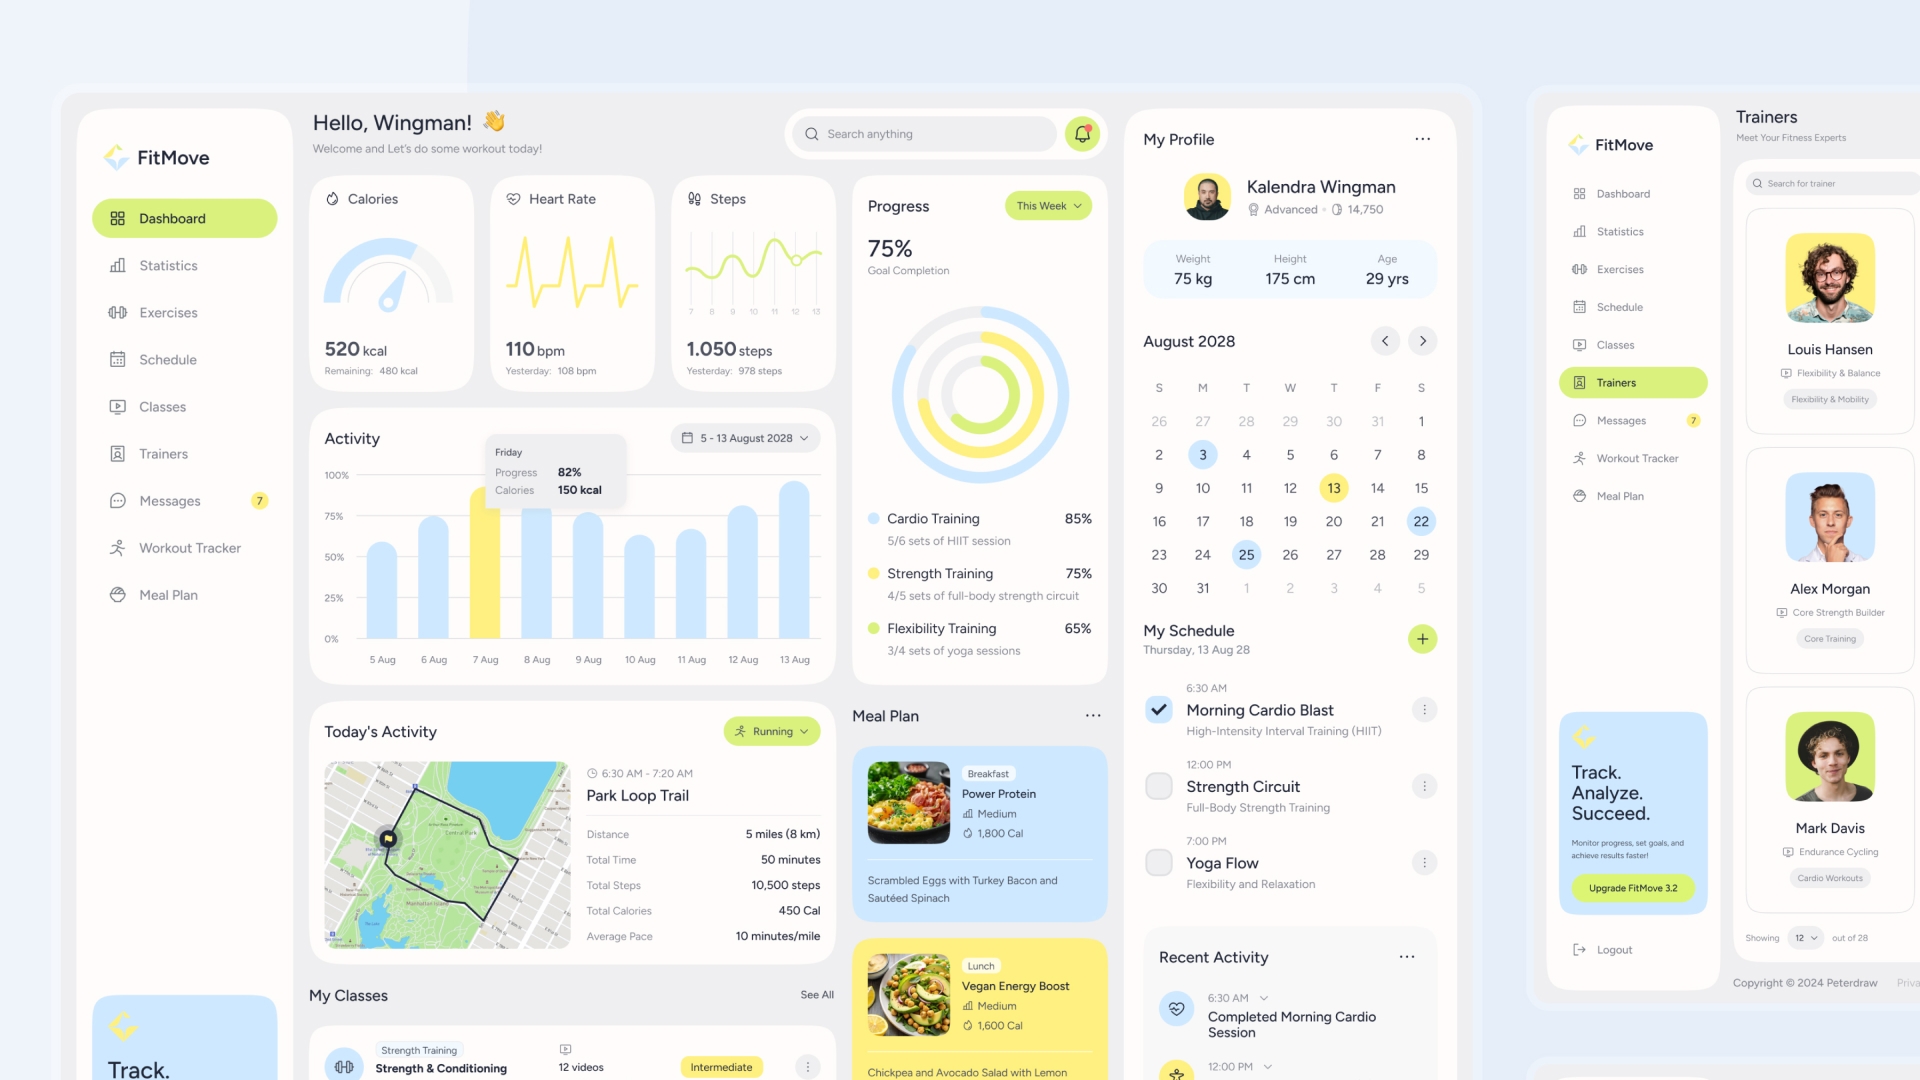 FitMove
Dashboard
Statistics
Exercises
Schedule
Classes
Trainers
Messages
7
Workout Tracker
Meal Plan
Track.
Hello, Wingman! 👋
Welcome and Let's do some workout today!
Search anything
Calories
520 kcal
Remaining: 480 kcal
Heart Rate
110 bpm
Yesterday: 108 bpm
Steps
7 8 9 10 11 12 13
1.050 steps
Yesterday: 978 steps
Activity
5 - 13 August 2028
Friday
Progress 82%
Calories 150 kcal
100%
75%
50%
25%
0%
5 Aug 6 Aug 7 Aug 8 Aug 9 Aug 10 Aug 11 Aug 12 Aug 13 Aug
Progress
This Week
75%
Goal Completion
Cardio Training 85%
5/6 sets of HIIT session
Strength Training 75%
4/5 sets of full-body strength circuit
Flexibility Training 65%
3/4 sets of yoga sessions
Today's Activity
Running
Central Park
Manhattan Island
6:30 AM - 7:20 AM
Park Loop Trail
Distance 5 miles (8 km)
Total Time 50 minutes
Total Steps 10,500 steps
Total Calories 450 Cal
Average Pace 10 minutes/mile
My Classes
See All
Strength Training
Strength & Conditioning
12 videos
Intermediate
Meal Plan
Breakfast
Power Protein
Medium
1,800 Cal
Scrambled Eggs with Turkey Bacon and
Sautéed Spinach
Lunch
Vegan Energy Boost
Medium
1,600 Cal
Chickpea and Avocado Salad with Lemon
My Profile
Kalendra Wingman
Advanced 14,750
Weight Height Age
75 kg 175 cm 29 yrs
August 2028
S M T W T F S
26 27 28 29 30 31 1
2 3 4 5 6 7 8
9 10 11 12 13 14 15
16 17 18 19 20 21 22
23 24 25 26 27 28 29
30 31 1 2 3 4 5
My Schedule
Thursday, 13 Aug 28
6:30 AM
Morning Cardio Blast
High-Intensity Interval Training (HIIT)
12:00 PM
Strength Circuit
Full-Body Strength Training
7:00 PM
Yoga Flow
Flexibility and Relaxation
Recent Activity
6:30 AM
Completed Morning Cardio
Session
12:00 PM
FitMove
Dashboard
Statistics
Exercises
Schedule
Classes
Trainers
Messages
7
Workout Tracker
Meal Plan
Track.
Analyze.
Succeed.
Monitor progress, set goals, and
achieve results faster!
Upgrade FitMove 3.2
Logout
Trainers
Meet Your Fitness Experts
Search for trainer
Louis Hansen
Flexibility & Balance
Flexibility & Mobility
Alex Morgan
Core Strength Builder
Core Training
Mark Davis
Endurance Cycling
Cardio Workouts
Showing 12 out of 28
Copyright © 2024 Peterdraw
Priva